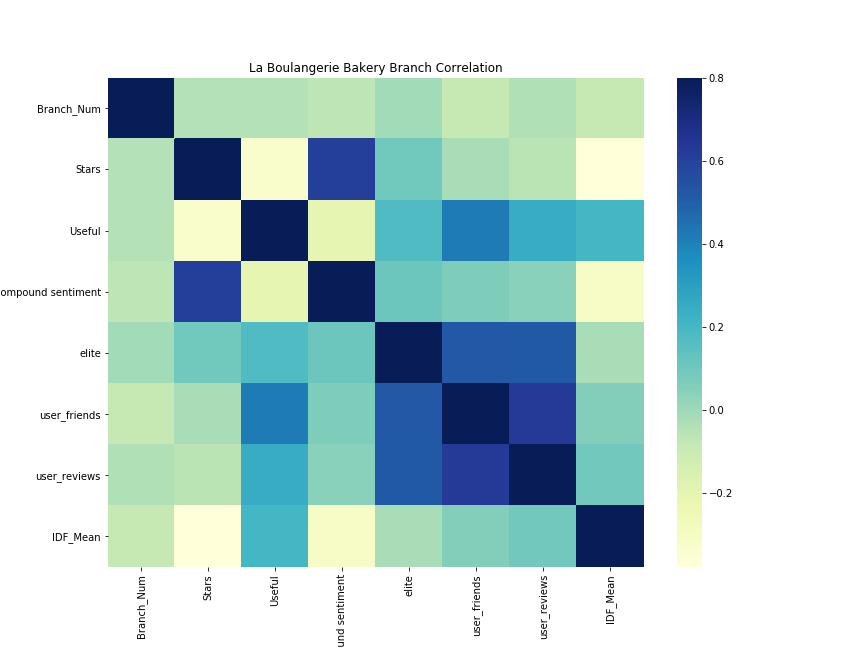 La Boulangerie Bakery Branch Correlation
Branch_Num
Stars
Useful
ompound sentiment
elite
user_friends
user_reviews
IDF_Mean
Branch_Num
Stars
Useful
und sentiment
elite
user_friends
user_reviews
IDF_Mean
0.8
0.6
0.4
0.2
0.0
−0.2